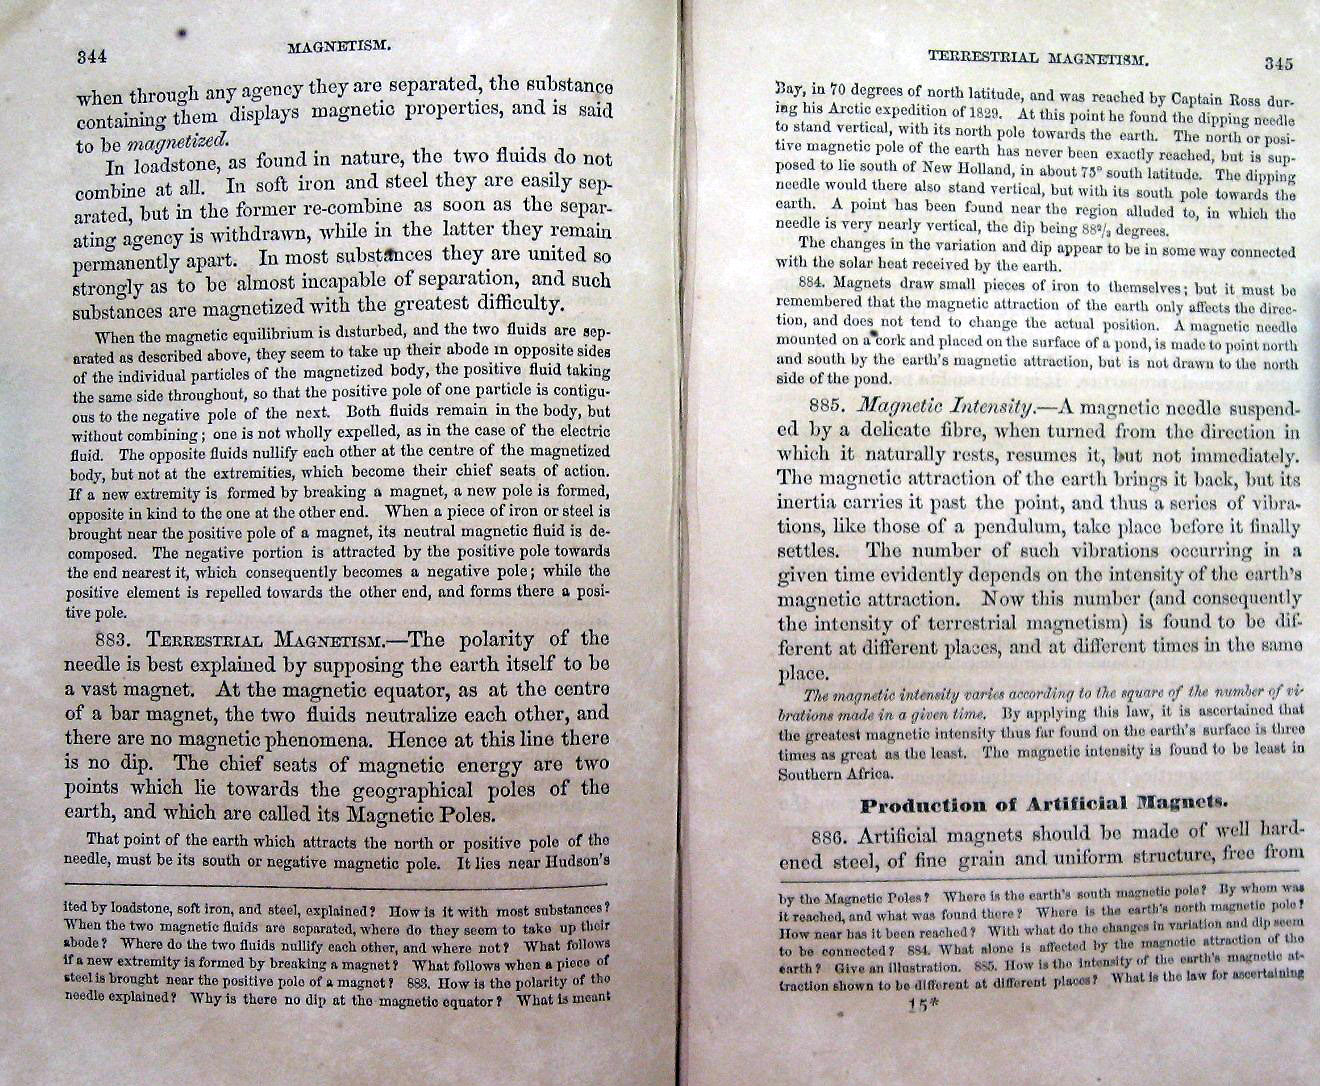 344
MAGNETISM.
when through any agency they are separated, the substance
containing them displays magnetic properties, and is said
to be magnetized.
In loadstone, as found in nature, the two fluids do not
combine at all. In soft iron and steel they are easily sep-
arated, but in the former re-combine as soon as the separ-
ating agency is withdrawn, while in the latter they remain
permanently apart. In most substances they are united so
strongly as to be almost incapable of separation, and such
substances are magnetized with the greatest difficulty.
When the magnetic equilibrium is disturbed, and the two fluids are sep-
arated as described above, they seem to take up their abode in opposite sides
of the individual particles of the magnetized body, the positive fluid taking
the same side throughout, so that the positive pole of one particle is contigu-
ous to the negative pole of the next. Both fluids remain in the body, but
without combining; one is not wholly expelled, as in the case of the electric
fluid. The opposite fluids nullify each other at the centre of the magnetized
body, but not at the extremities, which become their chief seats of action.
If a new extremity is formed by breaking a magnet, a new pole is formed,
opposite in kind to the one at the other end. When a piece of iron or steel is
brought near the positive pole of a magnet, its neutral magnetic fluid is de-
composed. The negative portion is attracted by the positive pole towards
the end nearest it, which consequently becomes a negative pole; while the
positive element is repelled towards the other end, and forms there a posi-
tive pole.
883. TERRESTRIAL MAGNETISM.—The polarity of the
needle is best explained by supposing the earth itself to be
a vast magnet. At the magnetic equator, as at the centre
of a bar magnet, the two fluids neutralize each other, and
there are no magnetic phenomena. Hence at this line there
is no dip. The chief seats of magnetic energy are two
points which lie towards the geographical poles of the
earth, and which are called its Magnetic Poles.
That point of the earth which attracts the north or positive pole of the
needle, must be its south or negative magnetic pole. It lies near Hudson's
ited by loadstone, soft iron, and steel, explained? How is it with most substances?
When the two magnetic fluids are separated, where do they seem to take up their
abode? Where do the two fluids nullify each other, and where not? What follows
if a new extremity is formed by breaking a magnet? What follows when a piece of
steel is brought near the positive pole of a magnet? 883. How is the polarity of the
needle explained? Why is there no dip at the magnetic equator? What is meant
TERRESTRIAL MAGNETISM.
345
Bay, in 70 degrees of north latitude, and was reached by Captain Ross dur-
ing his Arctic expedition of 1829. At this point he found the dipping needle
to stand vertical, with its north pole towards the earth. The north or posi-
tive magnetic pole of the earth has never been exactly reached, but is sup-
posed to lie south of New Holland, in about 75° south latitude. The dipping
needle would there also stand vertical, but with its south pole towards the
earth. A point has been found near the region alluded to, in which the
needle is very nearly vertical, the dip being 88²/₃ degrees.
The changes in the variation and dip appear to be in some way connected
with the solar heat received by the earth.
884. Magnets draw small pieces of iron to themselves; but it must be
remembered that the magnetic attraction of the earth only affects the direc-
tion, and does not tend to change the actual position. A magnetic needle
mounted on a cork and placed on the surface of a pond, is made to point north
and south by the earth's magnetic attraction, but is not drawn to the north
side of the pond.
885. Magnetic Intensity.—A magnetic needle suspend-
ed by a delicate fibre, when turned from the direction in
which it naturally rests, resumes it, but not immediately.
The magnetic attraction of the earth brings it back, but its
inertia carries it past the point, and thus a series of vibra-
tions, like those of a pendulum, take place before it finally
settles. The number of such vibrations occurring in a
given time evidently depends on the intensity of the earth's
magnetic attraction. Now this number (and consequently
the intensity of terrestrial magnetism) is found to be dif-
ferent at different places, and at different times in the same
place.
The magnetic intensity varies according to the square of the number of vi-
brations made in a given time. By applying this law, it is ascertained that
the greatest magnetic intensity thus far found on the earth's surface is three
times as great as the least. The magnetic intensity is found to be least in
Southern Africa.
Production of Artificial Magnets.
886. Artificial magnets should be made of well hard-
ened steel, of fine grain and uniform structure, free from
by the Magnetic Poles? Where is the earth's south magnetic pole? By whom was
it reached, and what was found there? Where is the earth's north magnetic pole?
How near has it been reached? With what do the changes in variation and dip seem
to be connected? 884. What alone is affected by the magnetic attraction of the
earth? Give an illustration. 885. How is the intensity of the earth's magnetic at-
traction shown to be different at different places? What is the law for ascertaining
15*